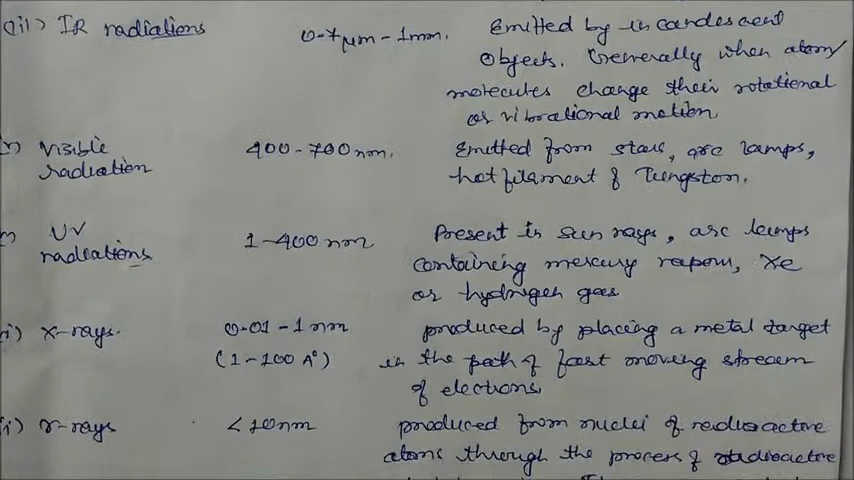 (iii) IR radiations 0.7 μm - 1mm. Emitted by incandescent
objects. Generally when atom/
molecules change their rotational
or vibrational motion
v) Visible 400-700 nm. Emitted from stars, arc lamps,
radiation hot filament of Tungston.
UV 1-400 nm Present in sun rays, arc lamps
radiations containing mercury vapour, Xe
or hydrogen gas
i) X-rays. 0.01-1 nm produced by placing a metal target
(1-100 A°) in the path of fast moving stream
of electrons.
i) γ-rays <10nm produced from nuclei of radioactive
atoms through the process of radioactive